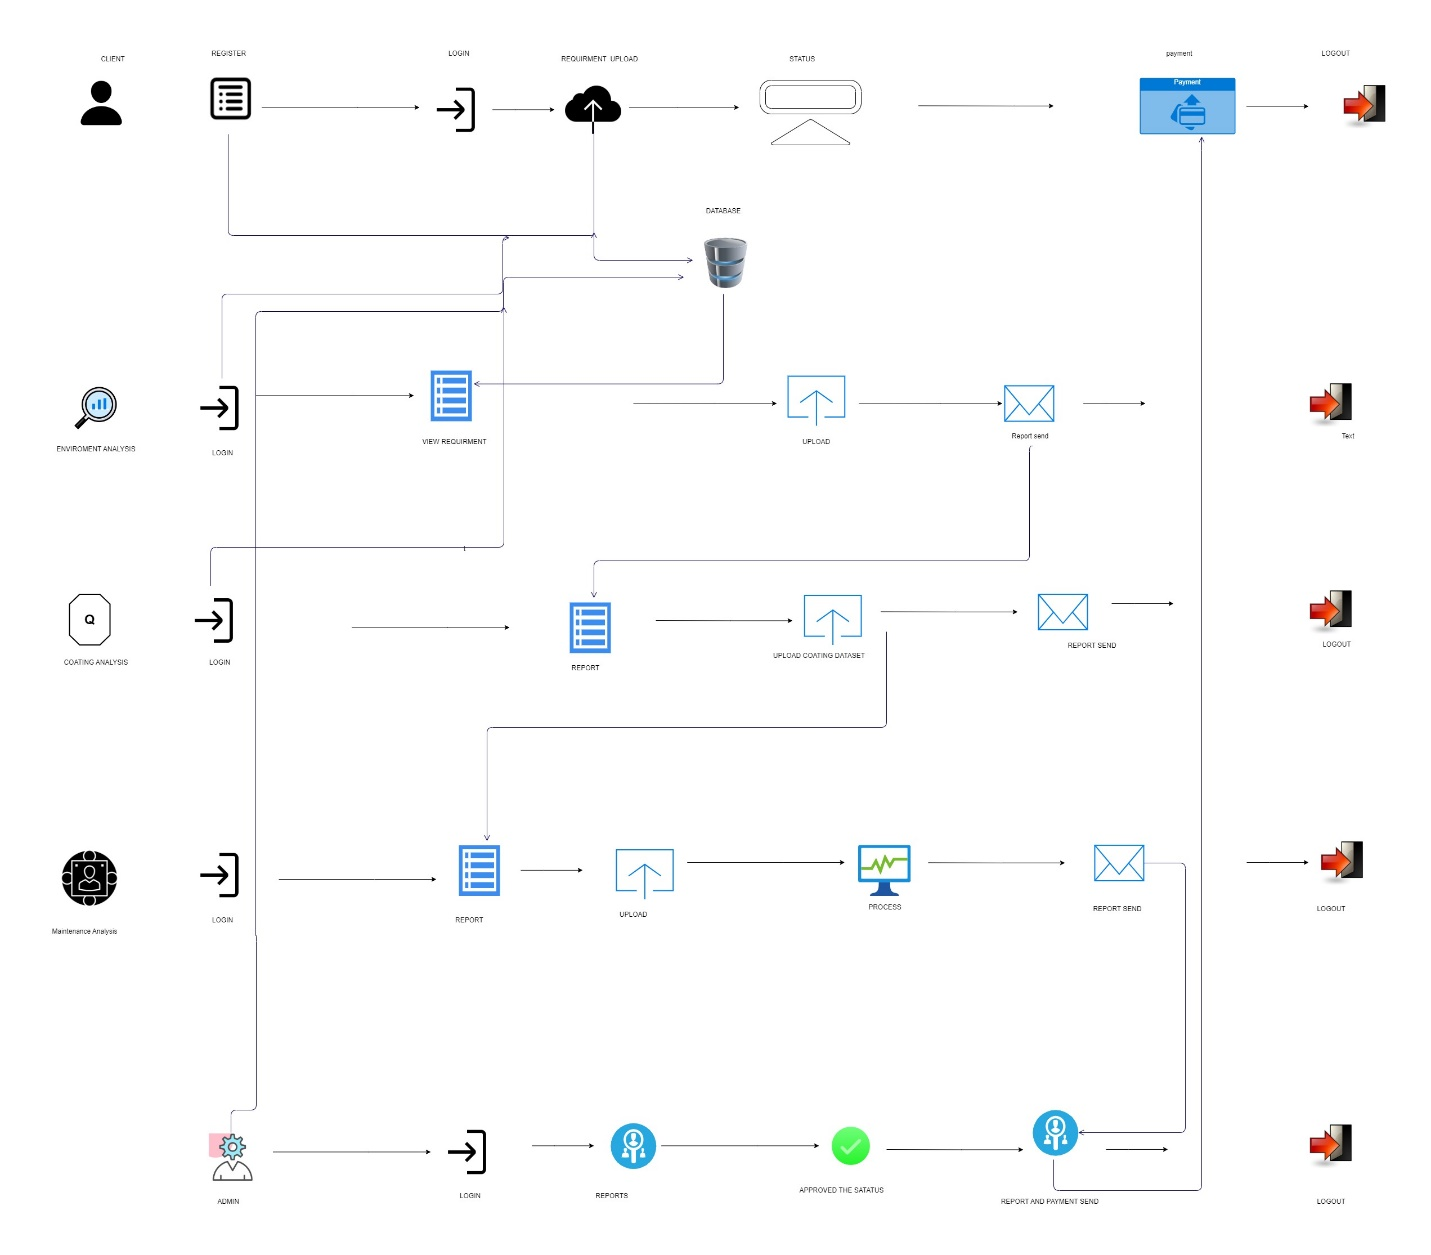 CLIENT
REGISTER
LOGIN
REQUIRMENT UPLOAD
STATUS
payment
LOGOUT
Payment
DATABASE
ENVIROMENT ANALYSIS
LOGIN
VIEW REQUIRMENT
UPLOAD
Report send
Text
Q
COATING ANALYSIS
LOGIN
REPORT
UPLOAD COATING DATASET
REPORT SEND
LOGOUT
Maintenance Analysis
LOGIN
REPORT
UPLOAD
PROCESS
REPORT SEND
LOGOUT
ADMIN
LOGIN
REPORTS
APPROVED THE SATATUS
REPORT AND PAYMENT SEND
LOGOUT